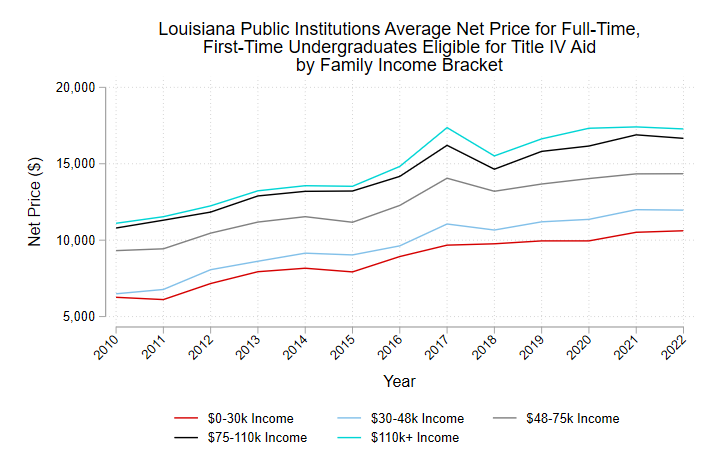 Louisiana Public Institutions Average Net Price for Full-Time,
First-Time Undergraduates Eligible for Title IV Aid
by Family Income Bracket
20,000
15,000
10,000
5,000
Net Price ($)
2010 2011 2012 2013 2014 2015 2016 2017 2018 2019 2020 2021 2022
Year
$0-30k Income $30-48k Income $48-75k Income
$75-110k Income $110k+ Income